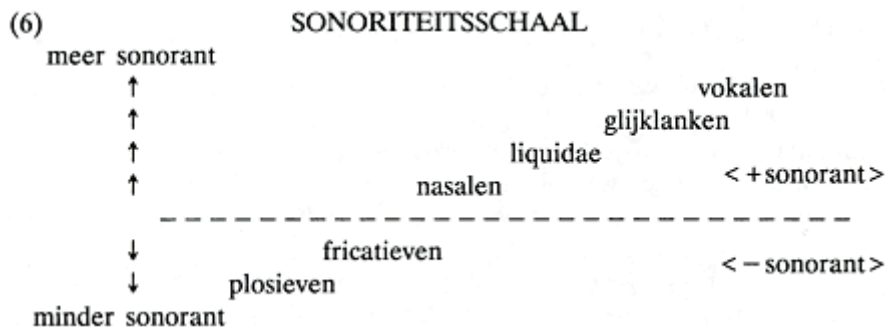 (6) SONORITEITSSCHAAL
meer sonorant
↑ vokalen
↑ glijklanken
↑ liquidae
< +sonorant >
↑ nasalen
↓ fricatieven
< −sonorant >
↓ plosieven
minder sonorant